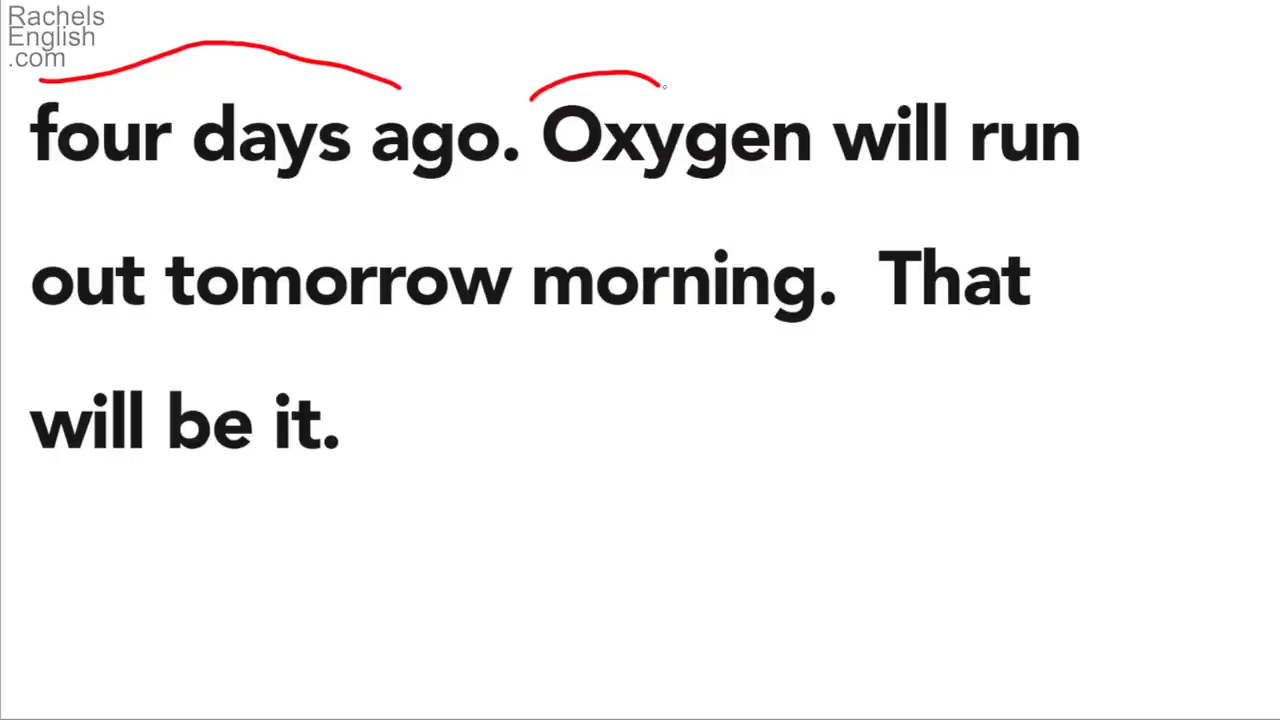 Rachels
English
.com
four days ago. Oxygen will run
out tomorrow morning.  That
will be it.